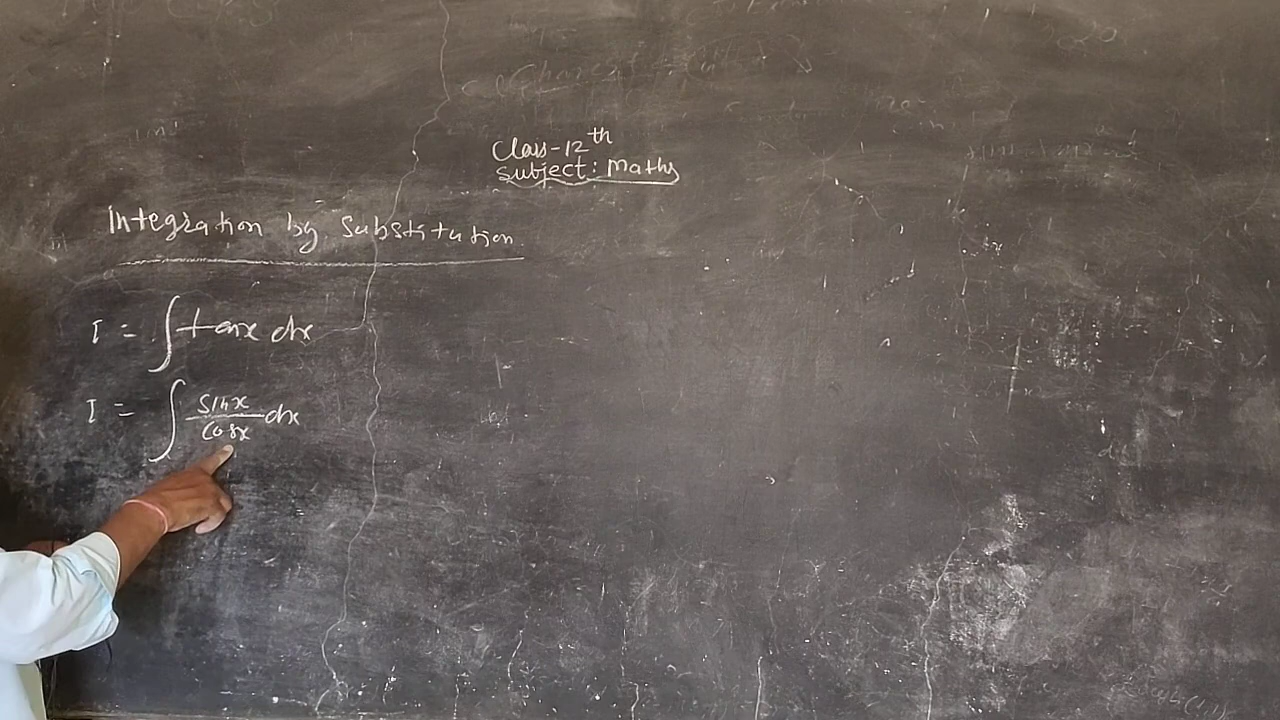 Class-12th
Subject: Maths
Integration by Substitution
I = ∫ tanx dx
I = ∫ sinx/cosx dx